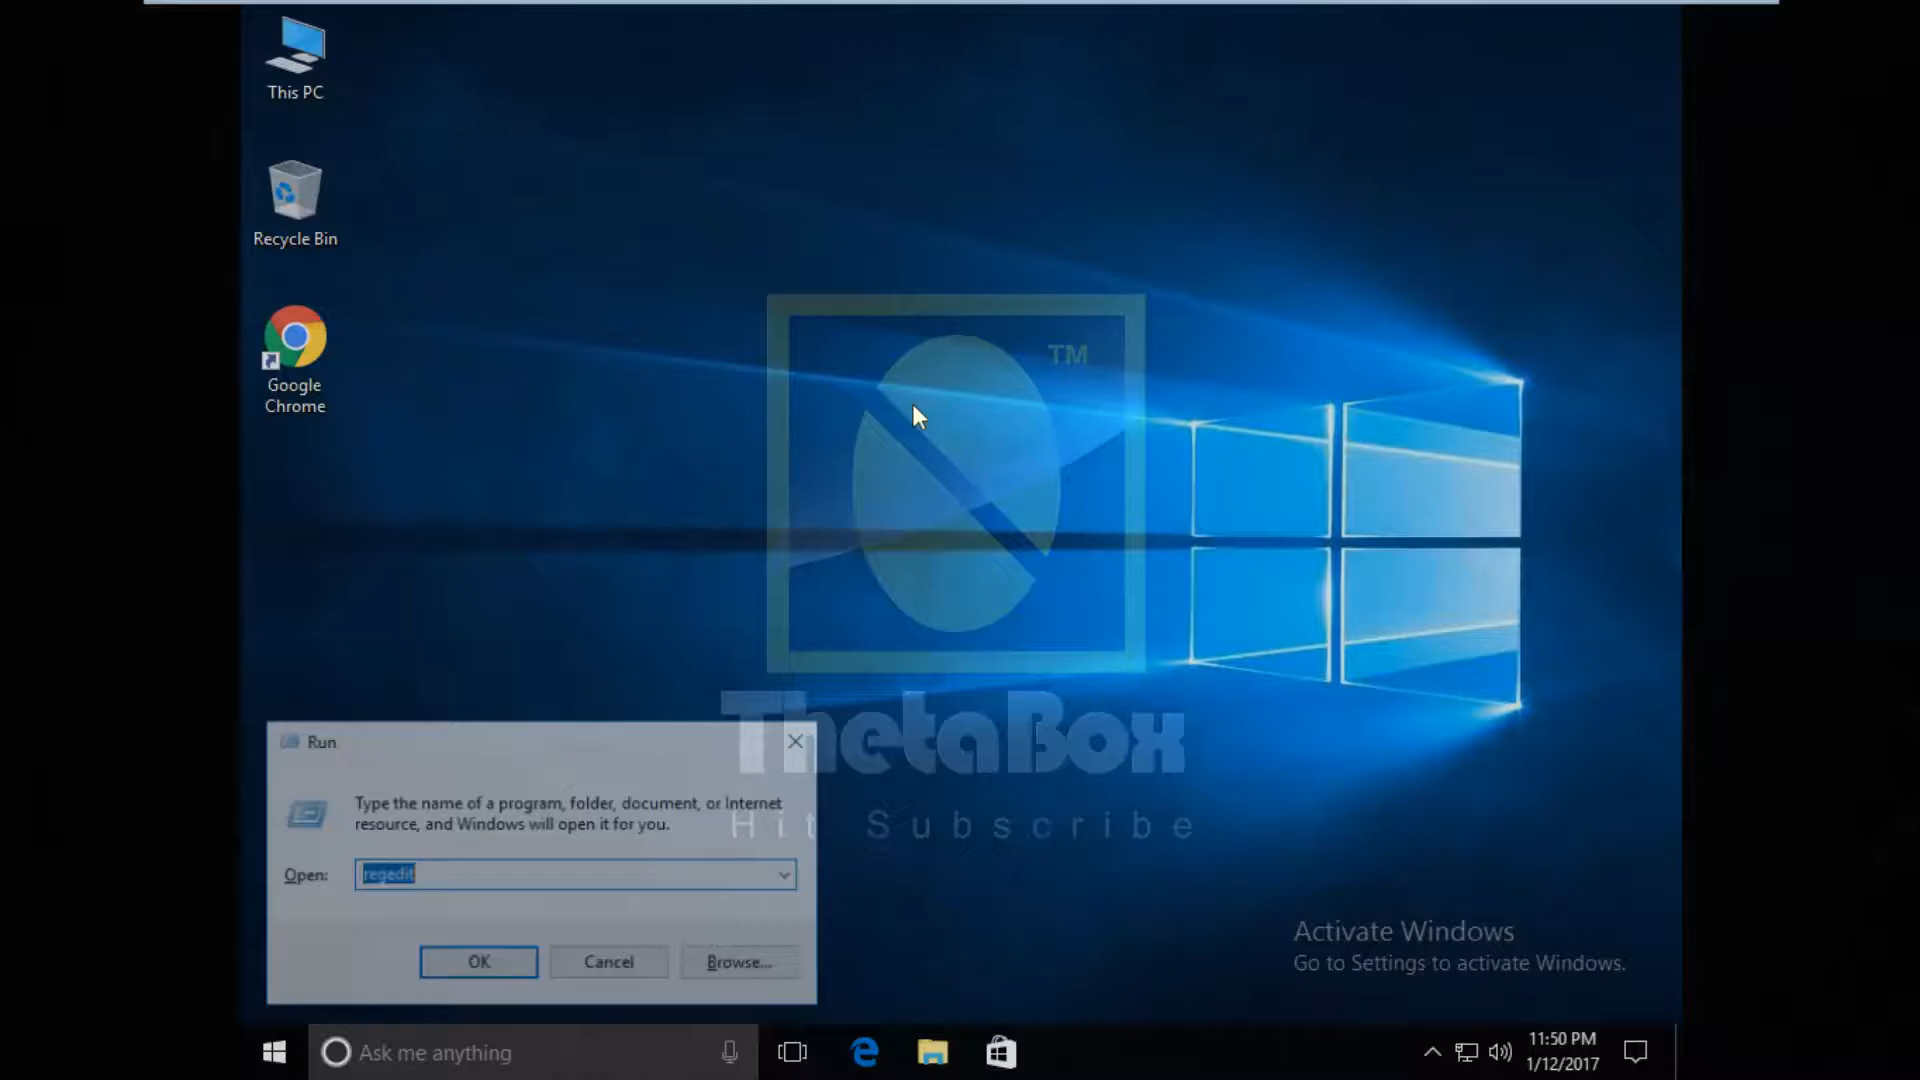 This PC
Recycle Bin
Google
Chrome
TM
ThetaBox
Hit Subscribe
Run
Type the name of a program, folder, document, or Internet
resource, and Windows will open it for you.
Open:
regedit
OK
Cancel
Browse...
Activate Windows
Go to Settings to activate Windows.
Ask me anything
11:50 PM
1/12/2017